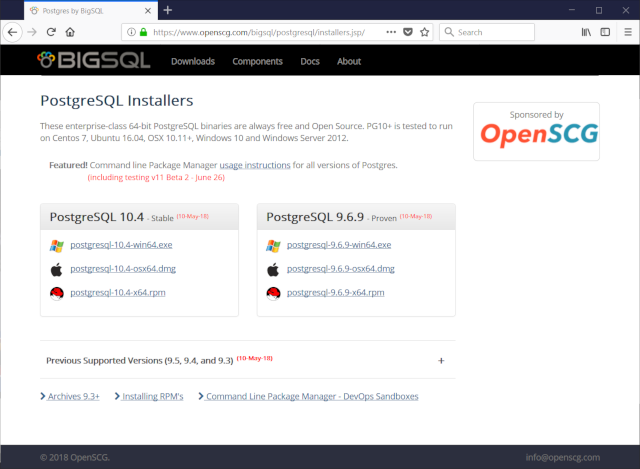 Postgres by BigSQL
https://www.openscg.com/bigsql/postgresql/installers.jsp/
Search
BIGSQL Downloads Components Docs About
PostgreSQL Installers
Sponsored by
OpenSCG
These enterprise-class 64-bit PostgreSQL binaries are always free and Open Source. PG10+ is tested to run
on Centos 7, Ubuntu 16.04, OSX 10.11+, Windows 10 and Windows Server 2012.
Featured! Command line Package Manager usage instructions for all versions of Postgres.
(including testing v11 Beta 2 - June 26)
PostgreSQL 10.4 - Stable (10-May-18)
postgresql-10.4-win64.exe
postgresql-10.4-osx64.dmg
postgresql-10.4-x64.rpm
PostgreSQL 9.6.9 - Proven (10-May-18)
postgresql-9.6.9-win64.exe
postgresql-9.6.9-osx64.dmg
postgresql-9.6.9-x64.rpm
Previous Supported Versions (9.5, 9.4, and 9.3) (10-May-18) +
Archives 9.3+ Installing RPM's Command Line Package Manager - DevOps Sandboxes
© 2018 OpenSCG. info@openscg.com